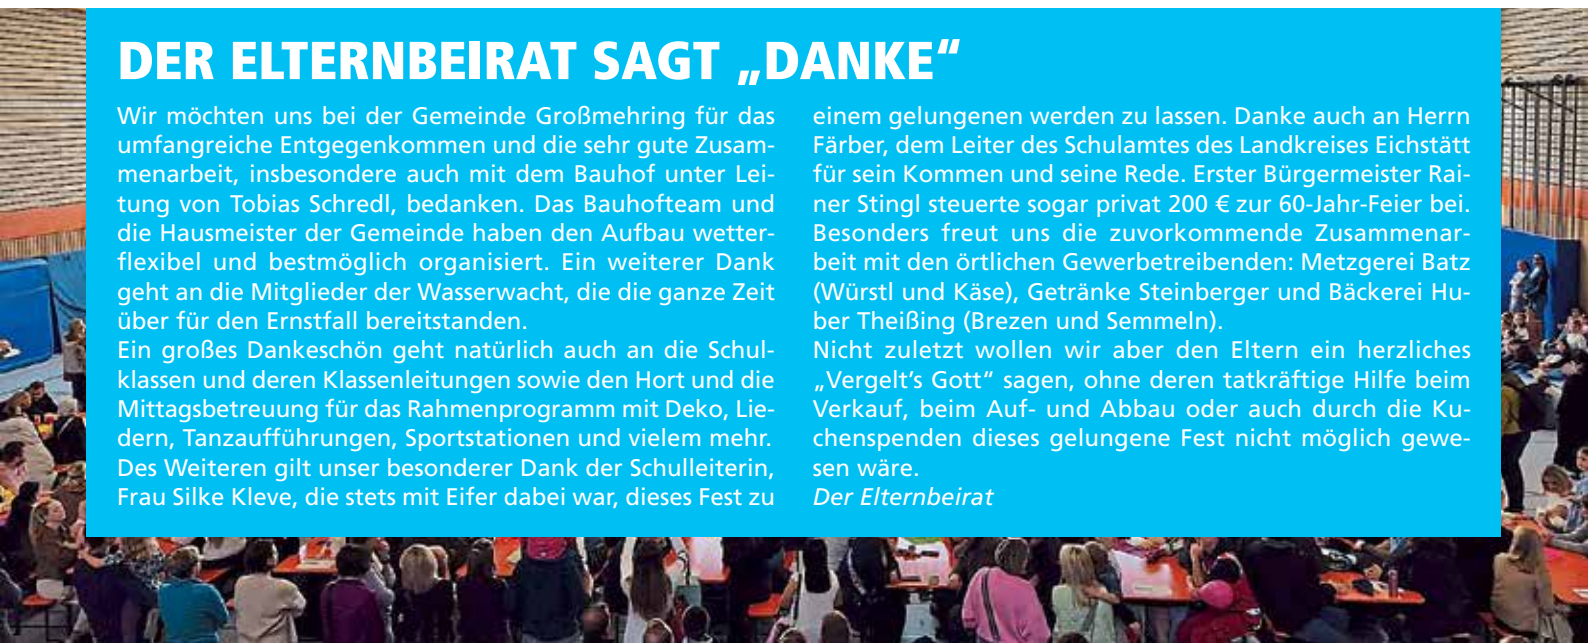 DER ELTERNBEIRAT SAGT „DANKE“
Wir möchten uns bei der Gemeinde Großmehring für das
umfangreiche Entgegenkommen und die sehr gute Zusam-
menarbeit, insbesondere auch mit dem Bauhof unter Lei-
tung von Tobias Schredl, bedanken. Das Bauhofteam und
die Hausmeister der Gemeinde haben den Aufbau wetter-
flexibel und bestmöglich organisiert. Ein weiterer Dank
geht an die Mitglieder der Wasserwacht, die die ganze Zeit
über für den Ernstfall bereitstanden.
Ein großes Dankeschön geht natürlich auch an die Schul-
klassen und deren Klassenleitungen sowie den Hort und die
Mittagsbetreuung für das Rahmenprogramm mit Deko, Lie-
dern, Tanzaufführungen, Sportstationen und vielem mehr.
Des Weiteren gilt unser besonderer Dank der Schulleiterin,
Frau Silke Kleve, die stets mit Eifer dabei war, dieses Fest zu
einem gelungenen werden zu lassen. Danke auch an Herrn
Färber, dem Leiter des Schulamtes des Landkreises Eichstätt
für sein Kommen und seine Rede. Erster Bürgermeister Rai-
ner Stingl steuerte sogar privat 200 € zur 60-Jahr-Feier bei.
Besonders freut uns die zuvorkommende Zusammenar-
beit mit den örtlichen Gewerbetreibenden: Metzgerei Batz
(Würstl und Käse), Getränke Steinberger und Bäckerei Hu-
ber Theißing (Brezen und Semmeln).
Nicht zuletzt wollen wir aber den Eltern ein herzliches
„Vergelt’s Gott“ sagen, ohne deren tatkräftige Hilfe beim
Verkauf, beim Auf- und Abbau oder auch durch die Ku-
chenspenden dieses gelungene Fest nicht möglich gewe-
sen wäre.
Der Elternbeirat